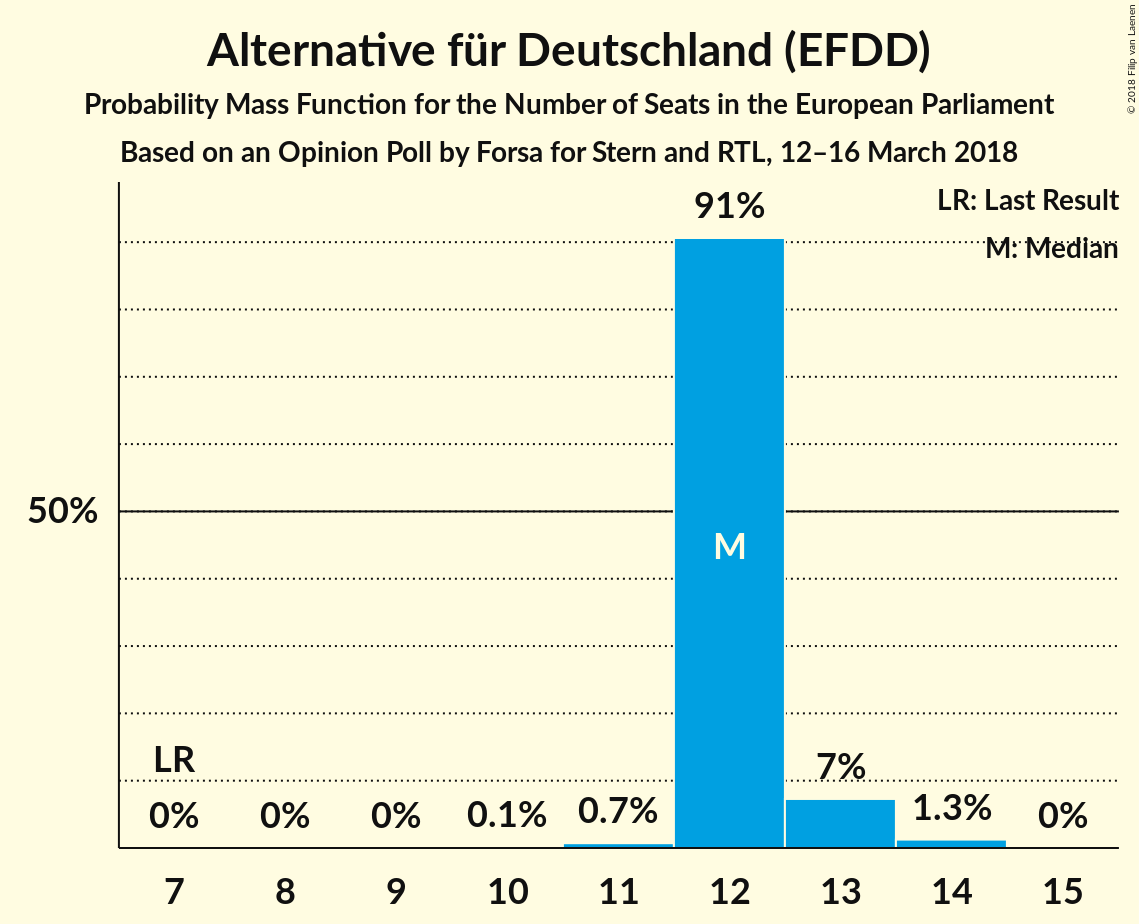 Alternative für Deutschland (EFDD)
Probability Mass Function for the Number of Seats in the European Parliament
Based on an Opinion Poll by Forsa for Stern and RTL, 12–16 March 2018
© 2018 Filip van Laenen
LR: Last Result
M: Median
91%
50%
M
LR
0%
0%
0%
0.1%
0.7%
7%
1.3%
0%
7 8 9 10 11 12 13 14 15